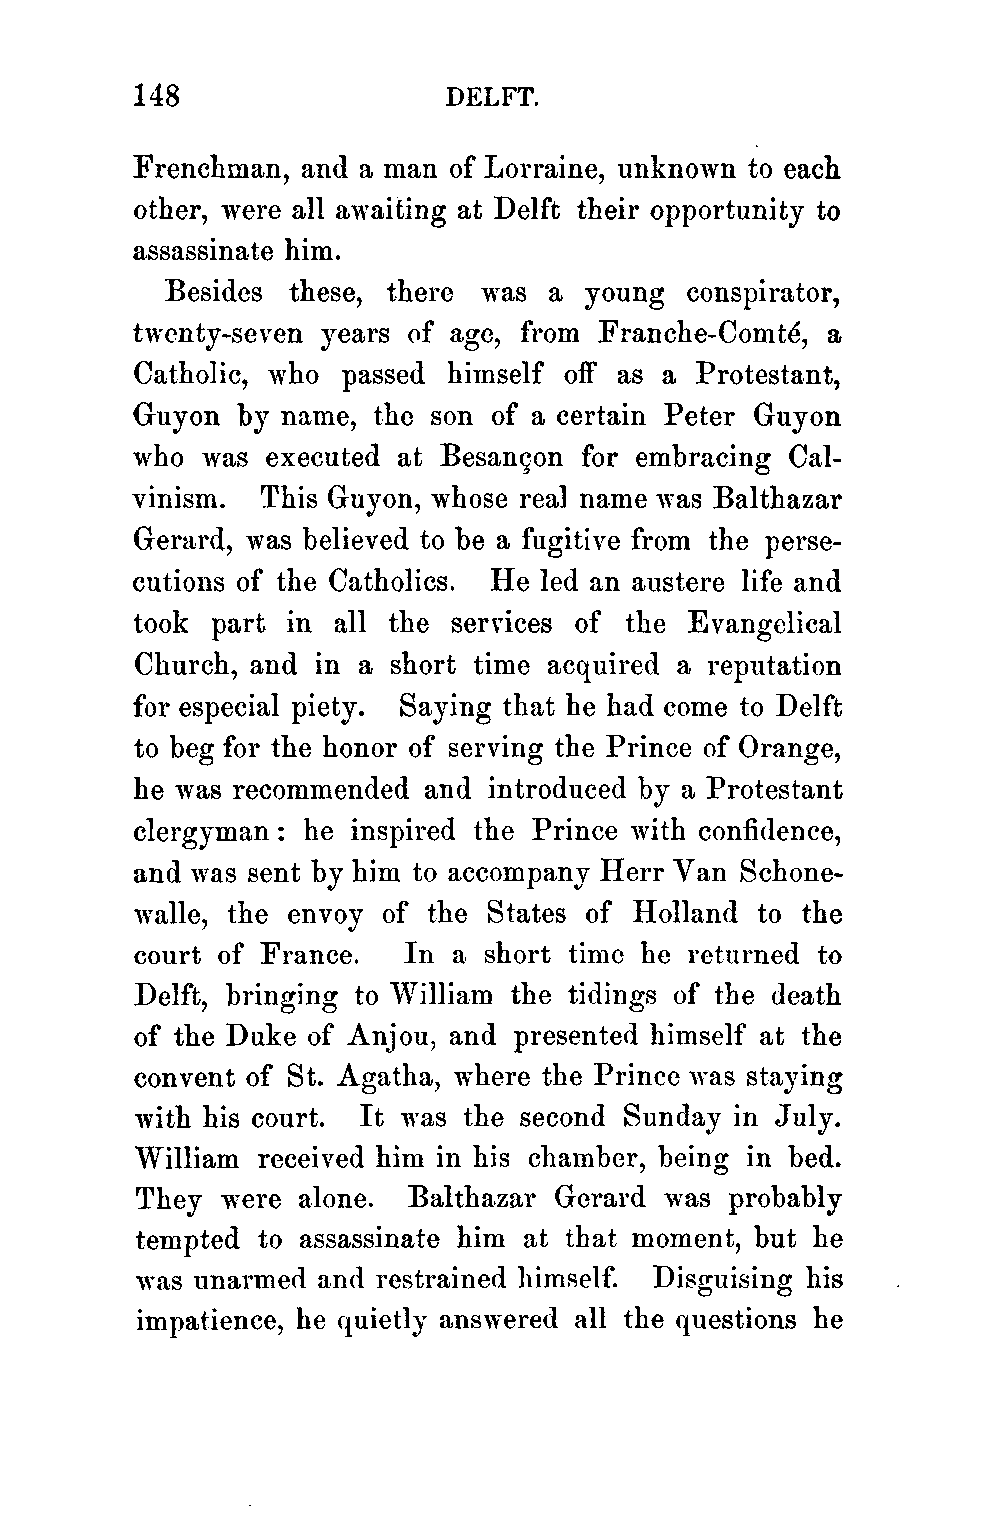 148 DELFT.
Frenchman, and a man of Lorraine, unknown to each
other, were all awaiting at Delft their opportunity to
assassinate him.
Besides these, there was a young conspirator,
twenty-seven years of age, from Franche-Comté, a
Catholic, who passed himself off as a Protestant,
Guyon by name, the son of a certain Peter Guyon
who was executed at Besançon for embracing Cal-
vinism. This Guyon, whose real name was Balthazar
Gerard, was believed to be a fugitive from the perse-
cutions of the Catholics. He led an austere life and
took part in all the services of the Evangelical
Church, and in a short time acquired a reputation
for especial piety. Saying that he had come to Delft
to beg for the honor of serving the Prince of Orange,
he was recommended and introduced by a Protestant
clergyman: he inspired the Prince with confidence,
and was sent by him to accompany Herr Van Schone-
walle, the envoy of the States of Holland to the
court of France. In a short time he returned to
Delft, bringing to William the tidings of the death
of the Duke of Anjou, and presented himself at the
convent of St. Agatha, where the Prince was staying
with his court. It was the second Sunday in July.
William received him in his chamber, being in bed.
They were alone. Balthazar Gerard was probably
tempted to assassinate him at that moment, but he
was unarmed and restrained himself. Disguising his
impatience, he quietly answered all the questions he